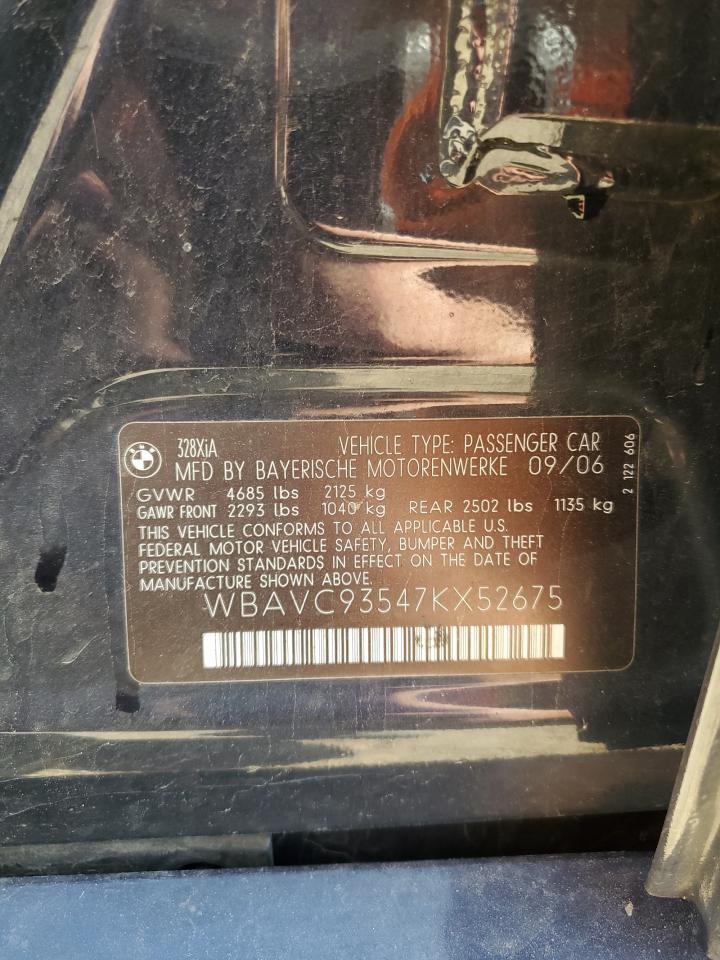 328XiA VEHICLE TYPE: PASSENGER CAR
MFD BY BAYERISCHE MOTORENWERKE 09/06
GVWR 4685 lbs 2125 kg
GAWR FRONT 2293 lbs 1040 kg REAR 2502 lbs 1135 kg
THIS VEHICLE CONFORMS TO ALL APPLICABLE U.S.
FEDERAL MOTOR VEHICLE SAFETY, BUMPER AND THEFT
PREVENTION STANDARDS IN EFFECT ON THE DATE OF
MANUFACTURE SHOWN ABOVE.
WBAVC93547KX52675
2 122 606